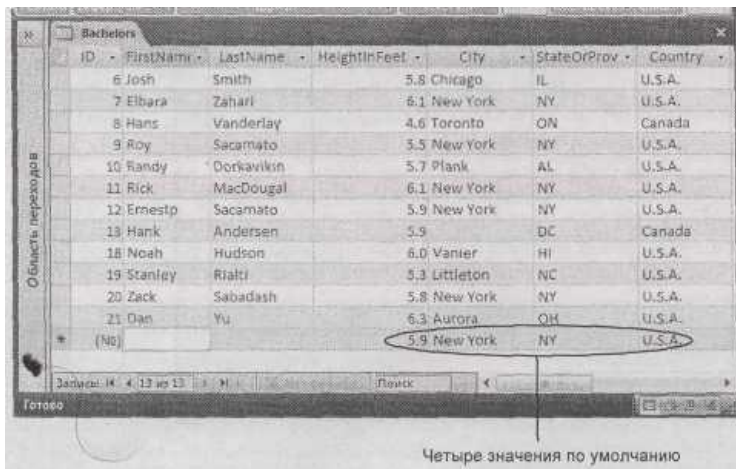 Bachelors
ID FirstName LastName HeightInFeet City StateOrProv Country
6 Josh Smith 5.8 Chicago IL U.S.A.
7 Elbara Zahari 6.1 New York NY U.S.A.
8 Hans Vanderlay 4.6 Toronto ON Canada
9 Roy Sacamato 5.5 New York NY U.S.A.
10 Randy Dorkavikin 5.7 Plank AL U.S.A.
11 Rick MacDougal 6.1 New York NY U.S.A.
12 Ernestp Sacamato 5.9 New York NY U.S.A.
13 Hank Andersen 5.9 DC Canada
18 Noah Hudson 6.0 Vanier HI U.S.A.
19 Stanley Rialti 5.3 Littleton NC U.S.A.
20 Zack Sabadash 5.8 New York NY U.S.A.
21 Dan Yu 6.3 Aurora OH U.S.A.
* (№) 5.9 New York NY U.S.A.
Область переходов
Записи: 13 из 13 Поиск
Готово
Четыре значения по умолчанию